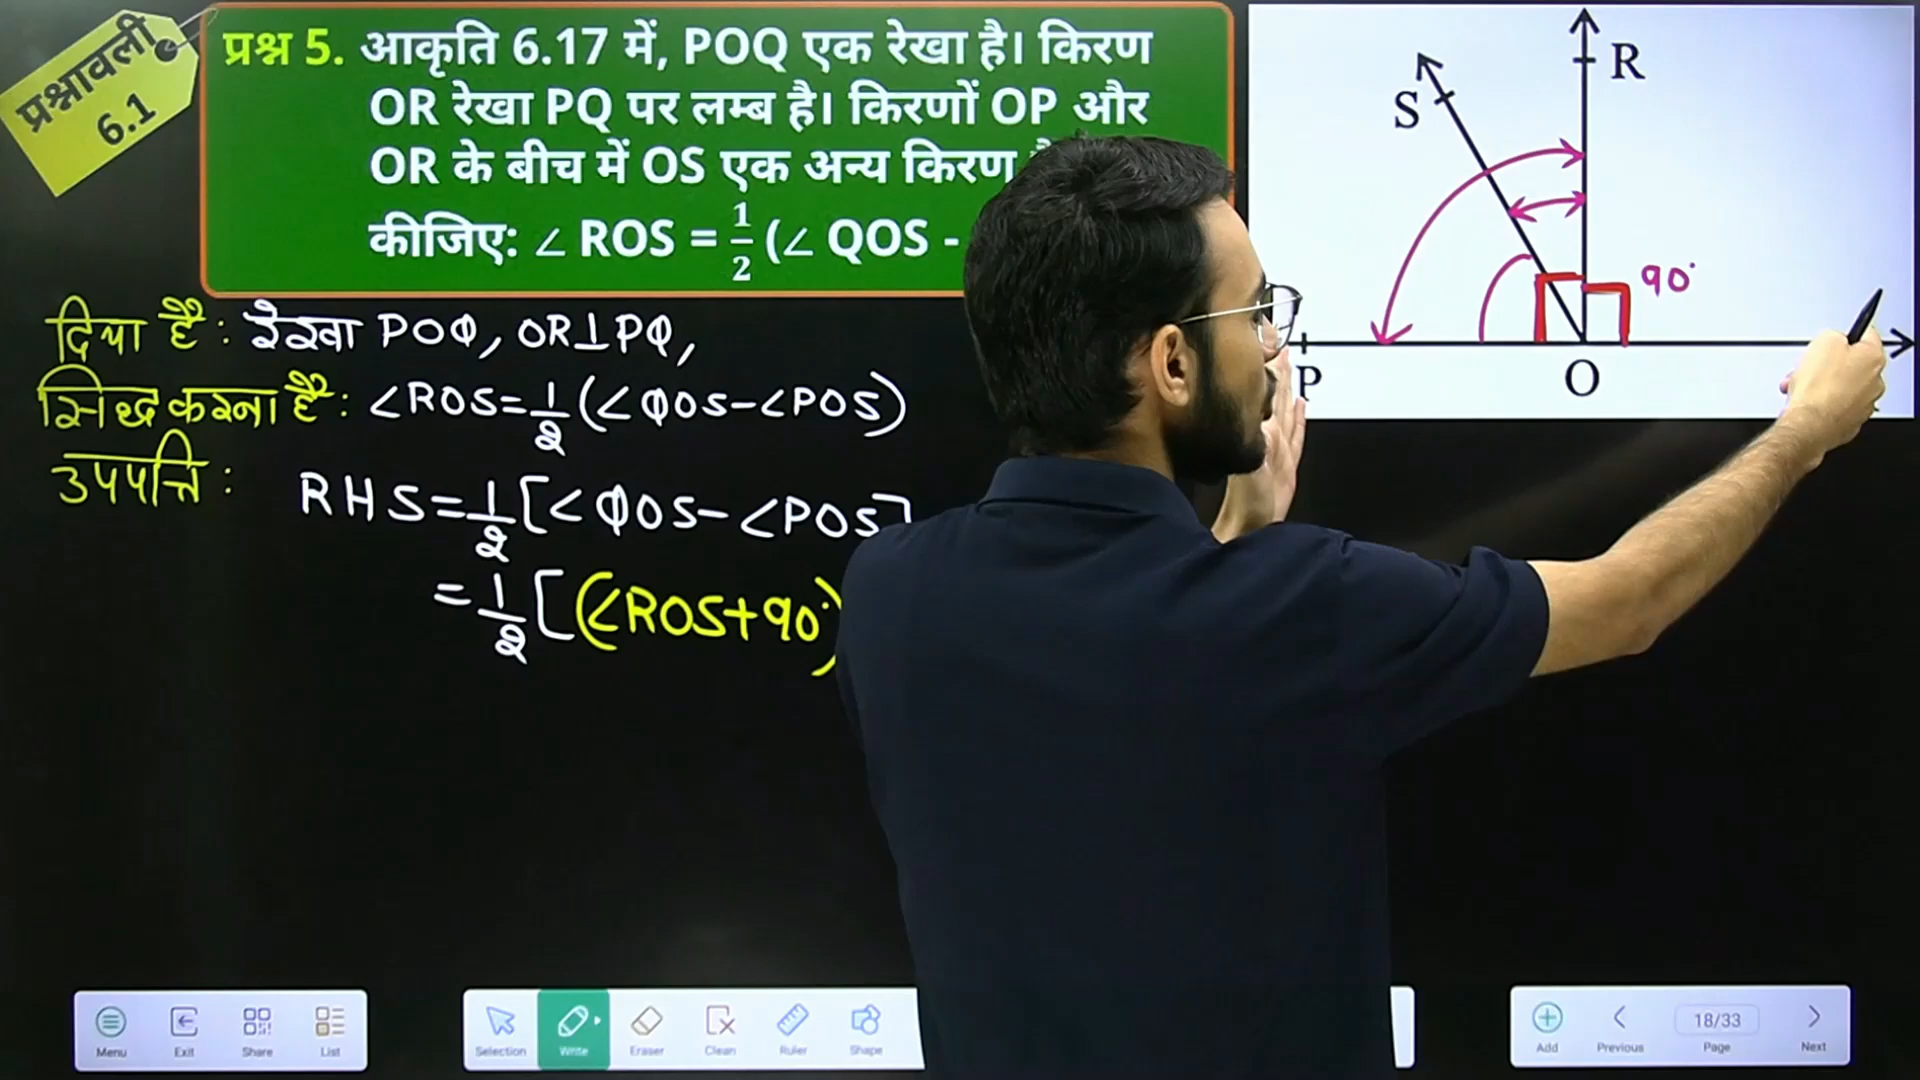 प्रश्नावली
6.1
प्रश्न 5. आकृति 6.17 में, POQ एक रेखा है। किरण
OR रेखा PQ पर लम्ब है। किरणों OP और
OR के बीच में OS एक अन्य किरण
कीजिए: ∠ ROS = 1/2 (∠ QOS -
S
R
90°
P
O
दिया है: रेखा POQ, OR⊥PQ,
सिद्ध करना है: ∠ROS=1/2(∠QOS-∠POS)
उपपत्ति:
RHS=1/2[∠QOS-∠POS]
=1/2[(∠ROS+90°)
Menu
Exit
Share
List
Selection
Write
Eraser
Clean
Ruler
Shape
Add
Previous
18/33
Page
Next